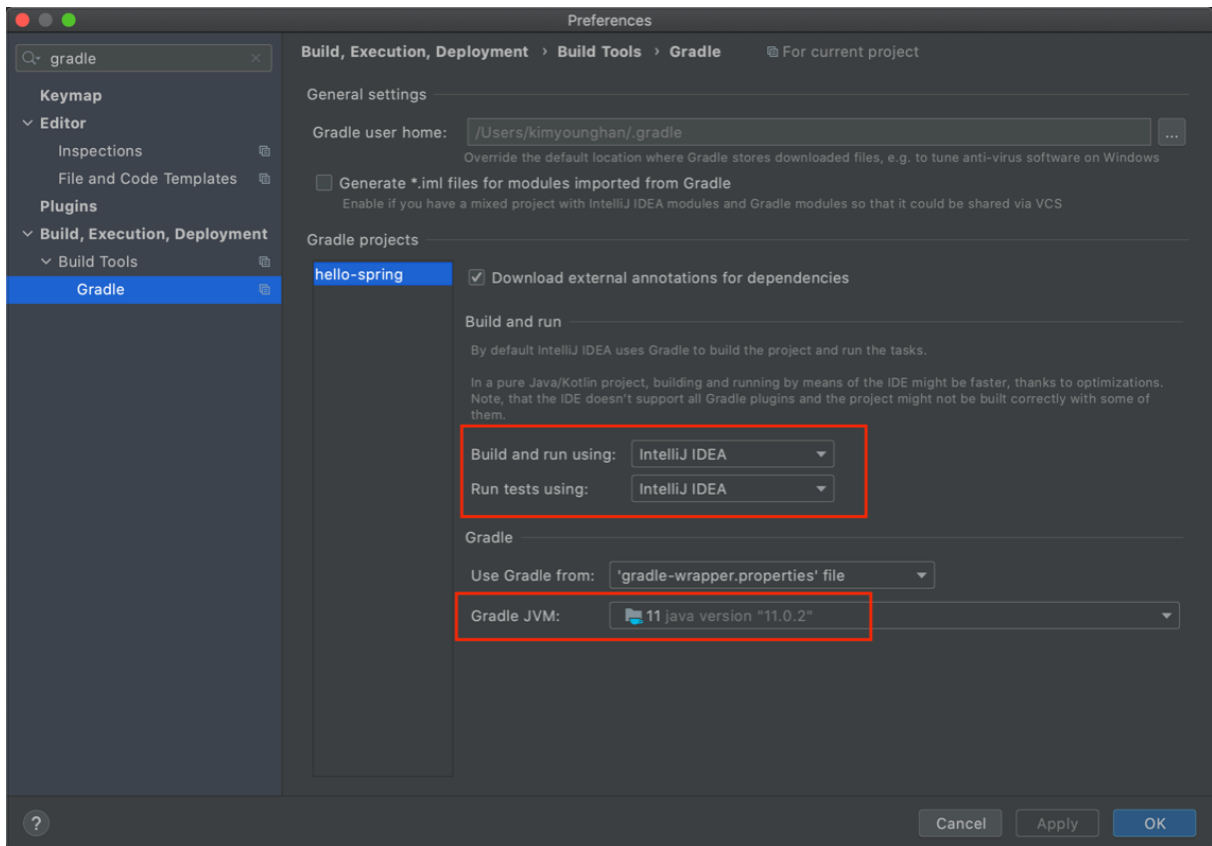 Preferences
gradle
Keymap
Editor
Inspections
File and Code Templates
Plugins
Build, Execution, Deployment
Build Tools
Gradle
Build, Execution, Deployment › Build Tools › Gradle For current project
General settings
Gradle user home: /Users/kimyounghan/.gradle ...
Override the default location where Gradle stores downloaded files, e.g. to tune anti-virus software on Windows
Generate *.iml files for modules imported from Gradle
Enable if you have a mixed project with IntelliJ IDEA modules and Gradle modules so that it could be shared via VCS
Gradle projects
hello-spring
Download external annotations for dependencies
Build and run
By default IntelliJ IDEA uses Gradle to build the project and run the tasks.
In a pure Java/Kotlin project, building and running by means of the IDE might be faster, thanks to optimizations.
Note, that the IDE doesn't support all Gradle plugins and the project might not be built correctly with some of
them.
Build and run using: IntelliJ IDEA
Run tests using: IntelliJ IDEA
Gradle
Use Gradle from: 'gradle-wrapper.properties' file
Gradle JVM: 11 java version "11.0.2"
? Cancel Apply OK